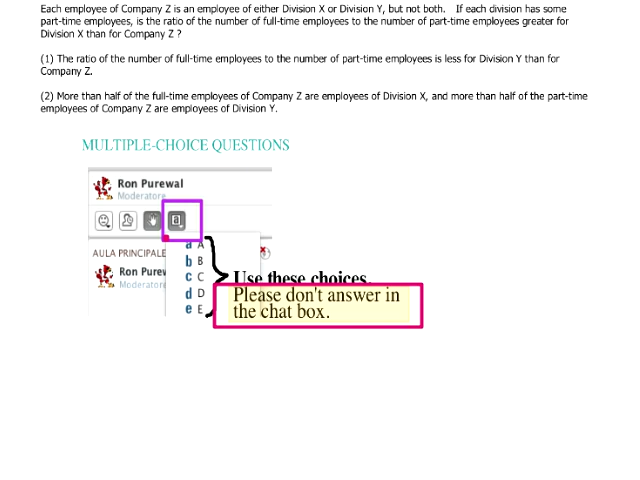 Each employee of Company Z is an employee of either Division X or Division Y, but not both. If each division has some
part-time employees, is the ratio of the number of full-time employees to the number of part-time employees greater for
Division X than for Company Z ?
(1) The ratio of the number of full-time employees to the number of part-time employees is less for Division Y than for
Company Z.
(2) More than half of the full-time employees of Company Z are employees of Division X, and more than half of the part-time
employees of Company Z are employees of Division Y.
MULTIPLE-CHOICE QUESTIONS
Ron Purewal
Moderators
AULA PRINCIPALE
a A
b B
Ron Purew
Moderator
c C
d D
e E
Use these choices.
Please don't answer in
the chat box.